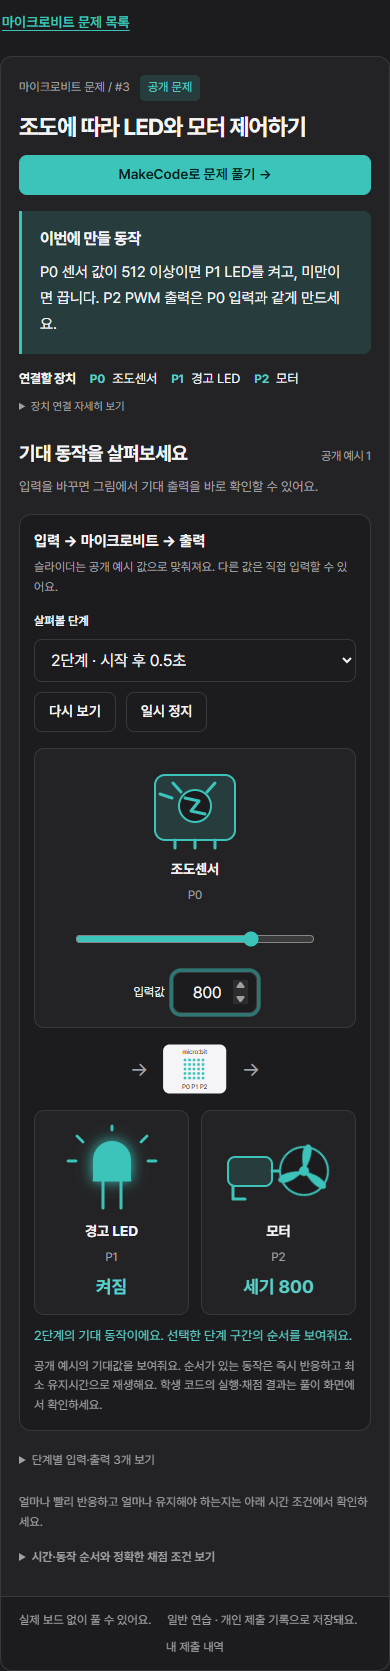 마이크로비트 문제 목록
마이크로비트 문제 / #3 공개 문제
조도에 따라 LED와 모터 제어하기
MakeCode로 문제 풀기 →
이번에 만들 동작
P0 센서 값이 512 이상이면 P1 LED를 켜고, 미만이
면 끕니다. P2 PWM 출력은 P0 입력과 같게 만드세
요.
연결할 장치 P0 조도센서 P1 경고 LED P2 모터
▶ 장치 연결 자세히 보기
기대 동작을 살펴보세요 공개 예시 1
입력을 바꾸면 그림에서 기대 출력을 바로 확인할 수 있어요.
입력 → 마이크로비트 → 출력
슬라이더는 공개 예시 값으로 맞춰져요. 다른 값은 직접 입력할 수 있
어요.
살펴볼 단계
2단계 · 시작 후 0.5초
다시 보기 일시 정지
조도센서
P0
입력값 800
→ micro:bit →
P0 P1 P2
경고 LED 모터
P1 P2
켜짐 세기 800
2단계의 기대 동작이에요. 선택한 단계 구간의 순서를 보여줘요.
공개 예시의 기대값을 보여줘요. 순서가 있는 동작은 즉시 반응하고 최
소 유지시간으로 재생해요. 학생 코드의 실행·채점 결과는 풀이 화면에
서 확인하세요.
▶ 단계별 입력·출력 3개 보기
얼마나 빨리 반응하고 얼마나 유지해야 하는지는 아래 시간 조건에서 확인하
세요.
▶ 시간·동작 순서와 정확한 채점 조건 보기
실제 보드 없이 풀 수 있어요. 일반 연습 · 개인 제출 기록으로 저장돼요.
내 제출 내역